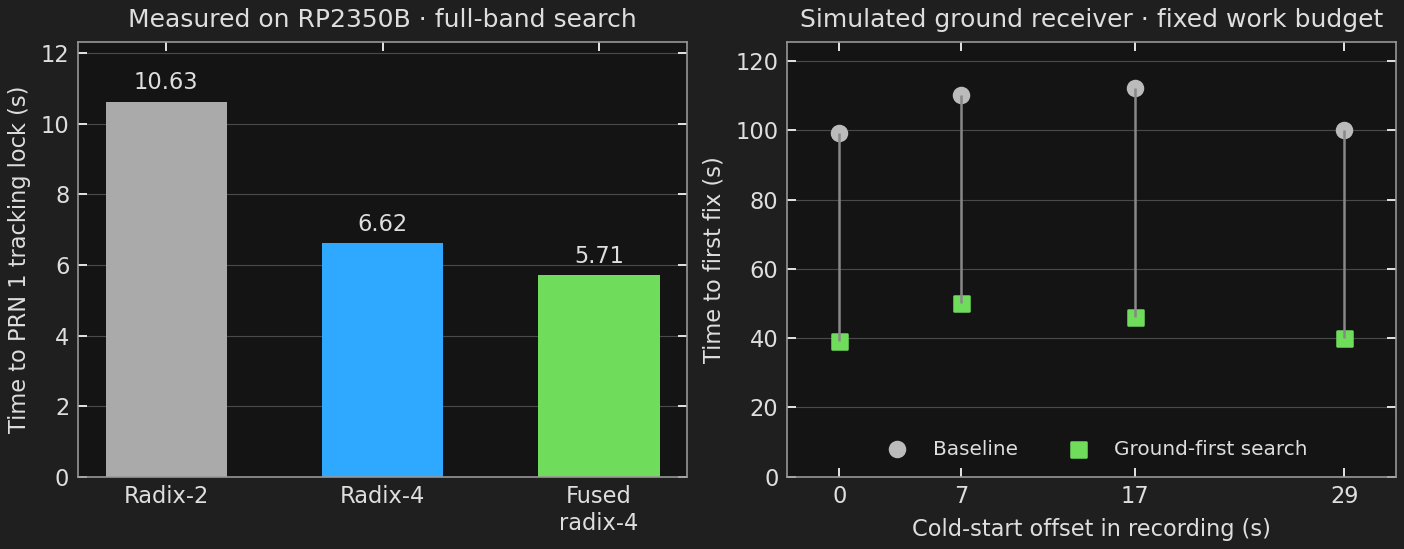 Measured on RP2350B · full-band search
Time to PRN 1 tracking lock (s)
12
10
8
6
4
2
0
10.63
6.62
5.71
Radix-2
Radix-4
Fused
radix-4
Simulated ground receiver · fixed work budget
Time to first fix (s)
120
100
80
60
40
20
0
Baseline
Ground-first search
0
7
17
29
Cold-start offset in recording (s)